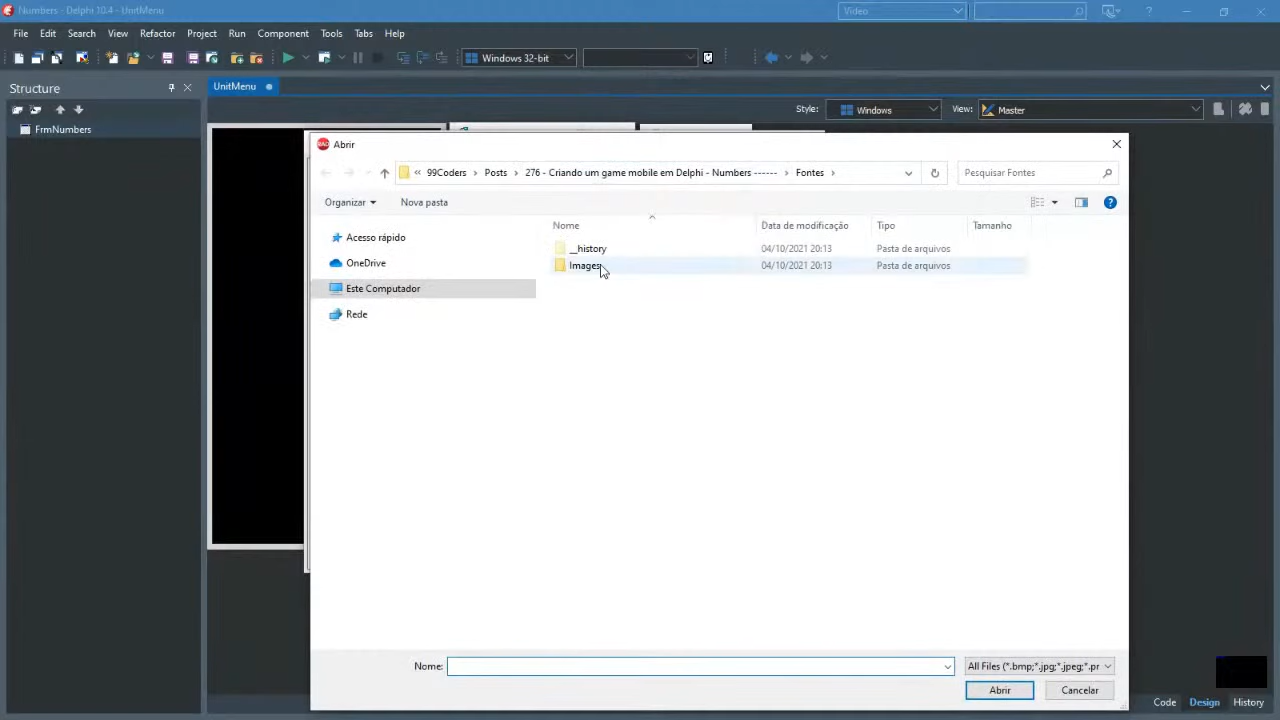 Numbers - Delphi 10.4 - UnitMenu
Video
File Edit Search View Refactor Project Run Component Tools Tabs Help
Windows 32-bit
Structure
UnitMenu
Style: Windows View: Master
FrmNumbers
Abrir
« 99Coders > Posts > 276 - Criando um game mobile em Delphi - Numbers ------ > Fontes >
Pesquisar Fontes
Organizar
Nova pasta
Nome Data de modificação Tipo Tamanho
Acesso rápido
OneDrive
Este Computador
Rede
__history 04/10/2021 20:13 Pasta de arquivos
Images 04/10/2021 20:13 Pasta de arquivos
Nome:
All Files (*.bmp;*.jpg;*.jpeg;*.pr
Abrir Cancelar
Code Design History